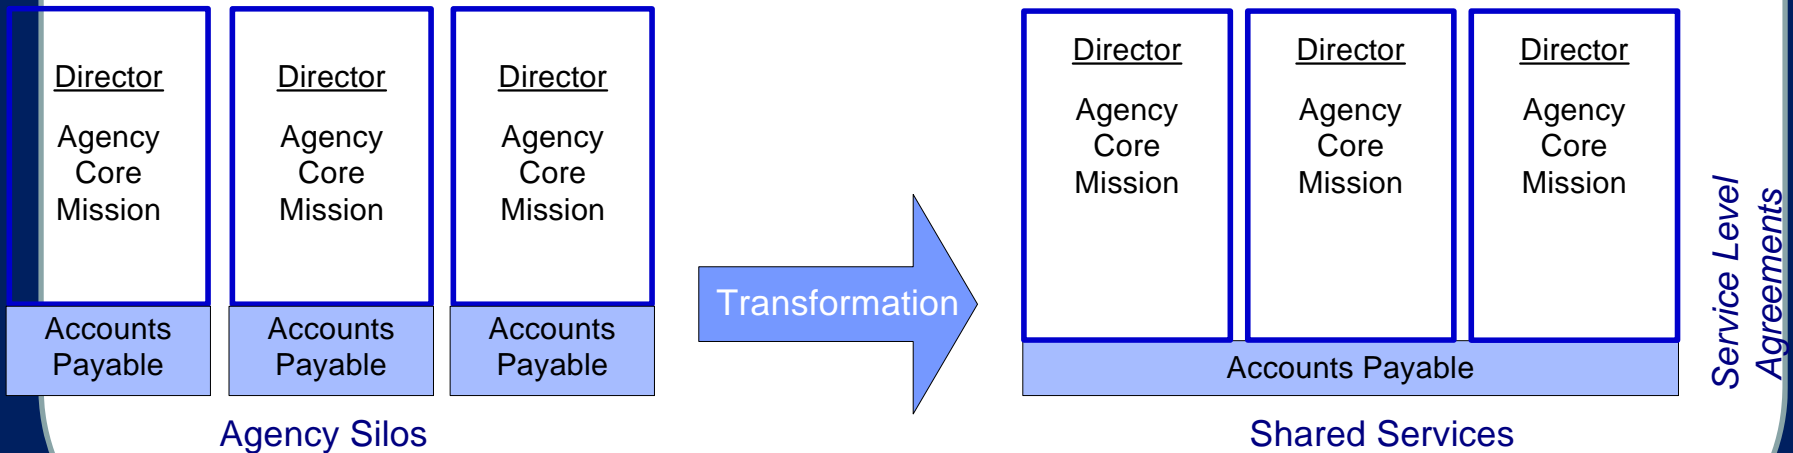 Director
Agency
Core
Mission
Accounts
Payable
Director
Agency
Core
Mission
Accounts
Payable
Director
Agency
Core
Mission
Accounts
Payable
Agency Silos
Transformation
Director
Agency
Core
Mission
Director
Agency
Core
Mission
Director
Agency
Core
Mission
Accounts Payable
Shared Services
Service Level
Agreements